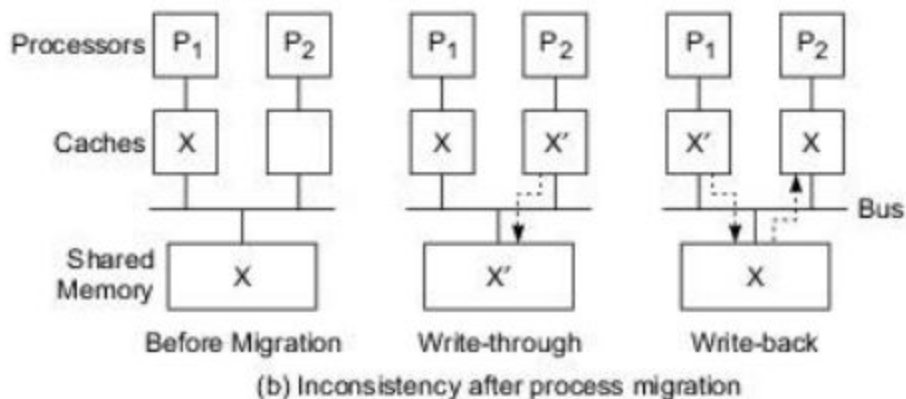 Processors P1 P2 P1 P2 P1 P2
Caches X X X' X' X
Bus
Shared
Memory X X' X
Before Migration Write-through Write-back
(b) Inconsistency after process migration